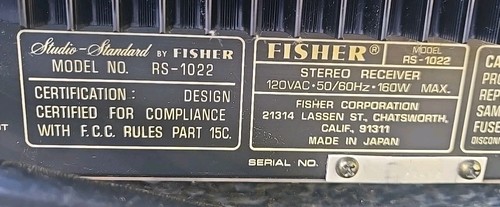 Studio-Standard BY FISHER
MODEL NO. RS-1022
CERTIFICATION: DESIGN
CERTIFIED FOR COMPLIANCE
WITH F.C.C. RULES PART 15C.
FISHER® MODEL RS-1022
STEREO RECEIVER
120VAC·50/60Hz·160W MAX.
FISHER CORPORATION
21314 LASSEN ST., CHATSWORTH,
CALIF., 91311
MADE IN JAPAN
SERIAL NO.